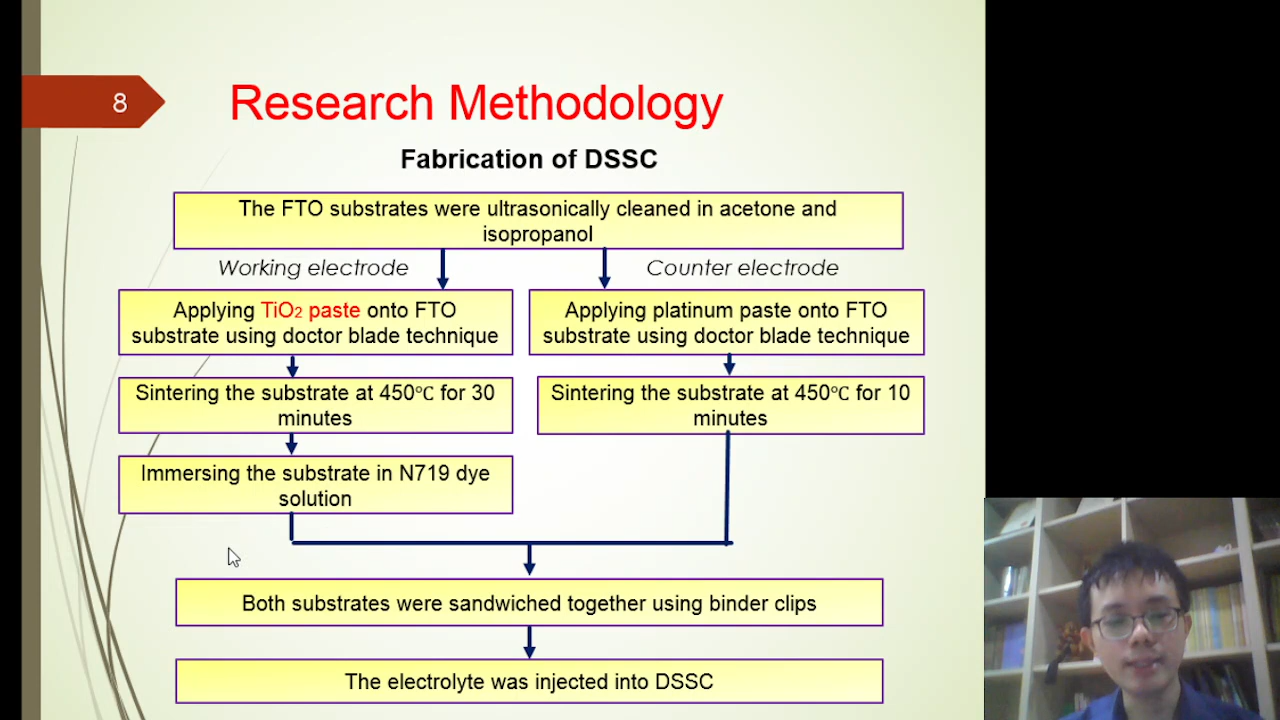 8
Research Methodology
Fabrication of DSSC
The FTO substrates were ultrasonically cleaned in acetone and
isopropanol
Working electrode
Counter electrode
Applying TiO₂ paste onto FTO
substrate using doctor blade technique
Applying platinum paste onto FTO
substrate using doctor blade technique
Sintering the substrate at 450℃ for 30
minutes
Sintering the substrate at 450℃ for 10
minutes
Immersing the substrate in N719 dye
solution
Both substrates were sandwiched together using binder clips
The electrolyte was injected into DSSC